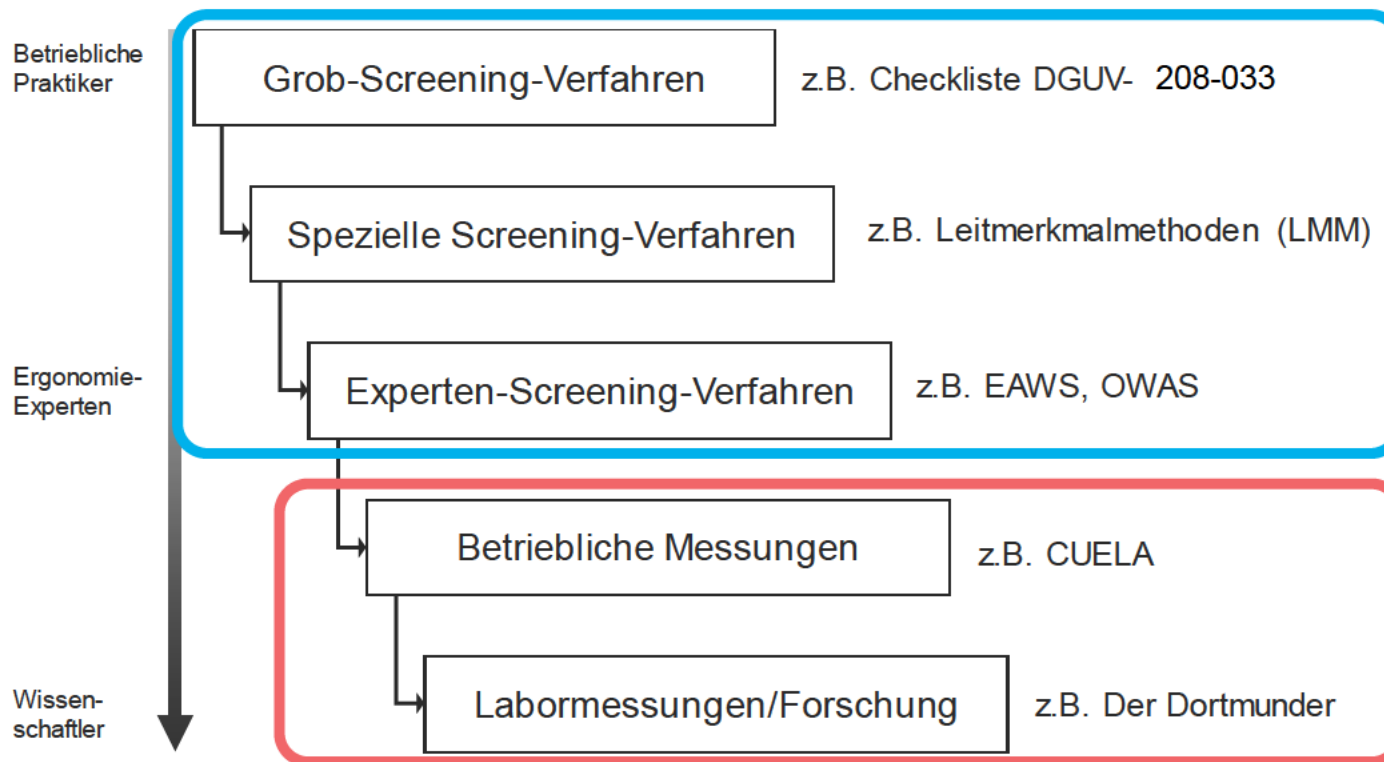 Betriebliche
Praktiker
Grob-Screening-Verfahren
z.B. Checkliste DGUV- 208-033
Spezielle Screening-Verfahren
z.B. Leitmerkmalmethoden (LMM)
Ergonomie-
Experten
Experten-Screening-Verfahren
z.B. EAWS, OWAS
Betriebliche Messungen
z.B. CUELA
Wissen-
schaftler
Labormessungen/Forschung
z.B. Der Dortmunder